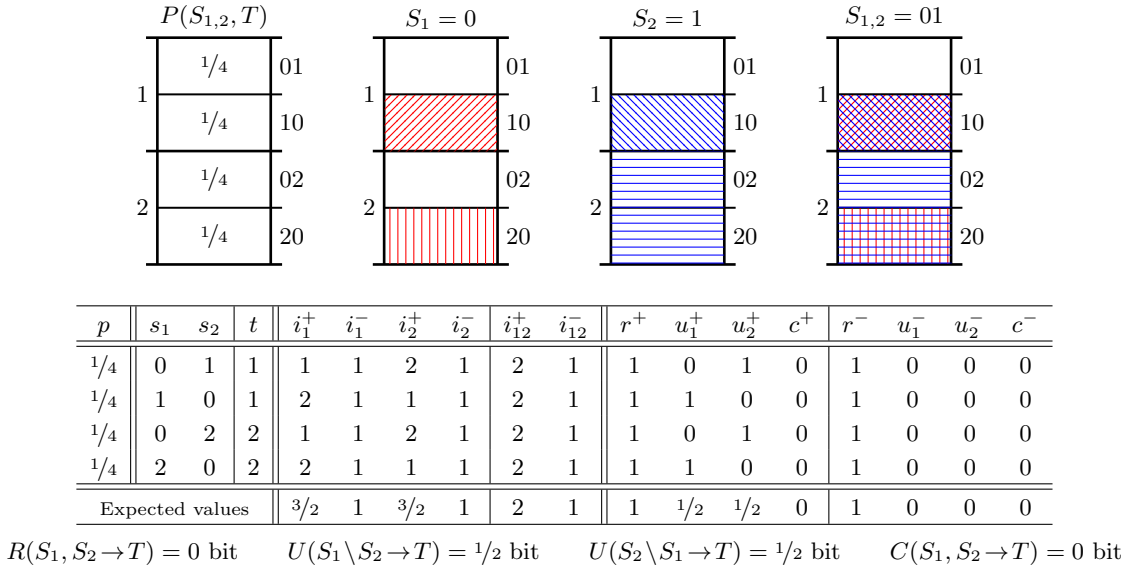 P(S₁,₂, T) S₁ = 0 S₂ = 1 S₁,₂ = 01
1/4 01 01 01 01
1 1 1 1
1/4 10 10 10 10
1/4 02 02 02 02
2 2 2 2
1/4 20 20 20 20
p s₁ s₂ t i₁⁺ i₁⁻ i₂⁺ i₂⁻ i₁₂⁺ i₁₂⁻ r⁺ u₁⁺ u₂⁺ c⁺ r⁻ u₁⁻ u₂⁻ c⁻
1/4 0 1 1 1 1 2 1 2 1 1 0 1 0 1 0 0 0
1/4 1 0 1 2 1 1 1 2 1 1 1 0 0 1 0 0 0
1/4 0 2 2 1 1 2 1 2 1 1 0 1 0 1 0 0 0
1/4 2 0 2 2 1 1 1 2 1 1 1 0 0 1 0 0 0
Expected values 3/2 1 3/2 1 2 1 1 1/2 1/2 0 1 0 0 0
R(S₁, S₂→T) = 0 bit U(S₁\S₂→T) = 1/2 bit U(S₂\S₁→T) = 1/2 bit C(S₁, S₂→T) = 0 bit